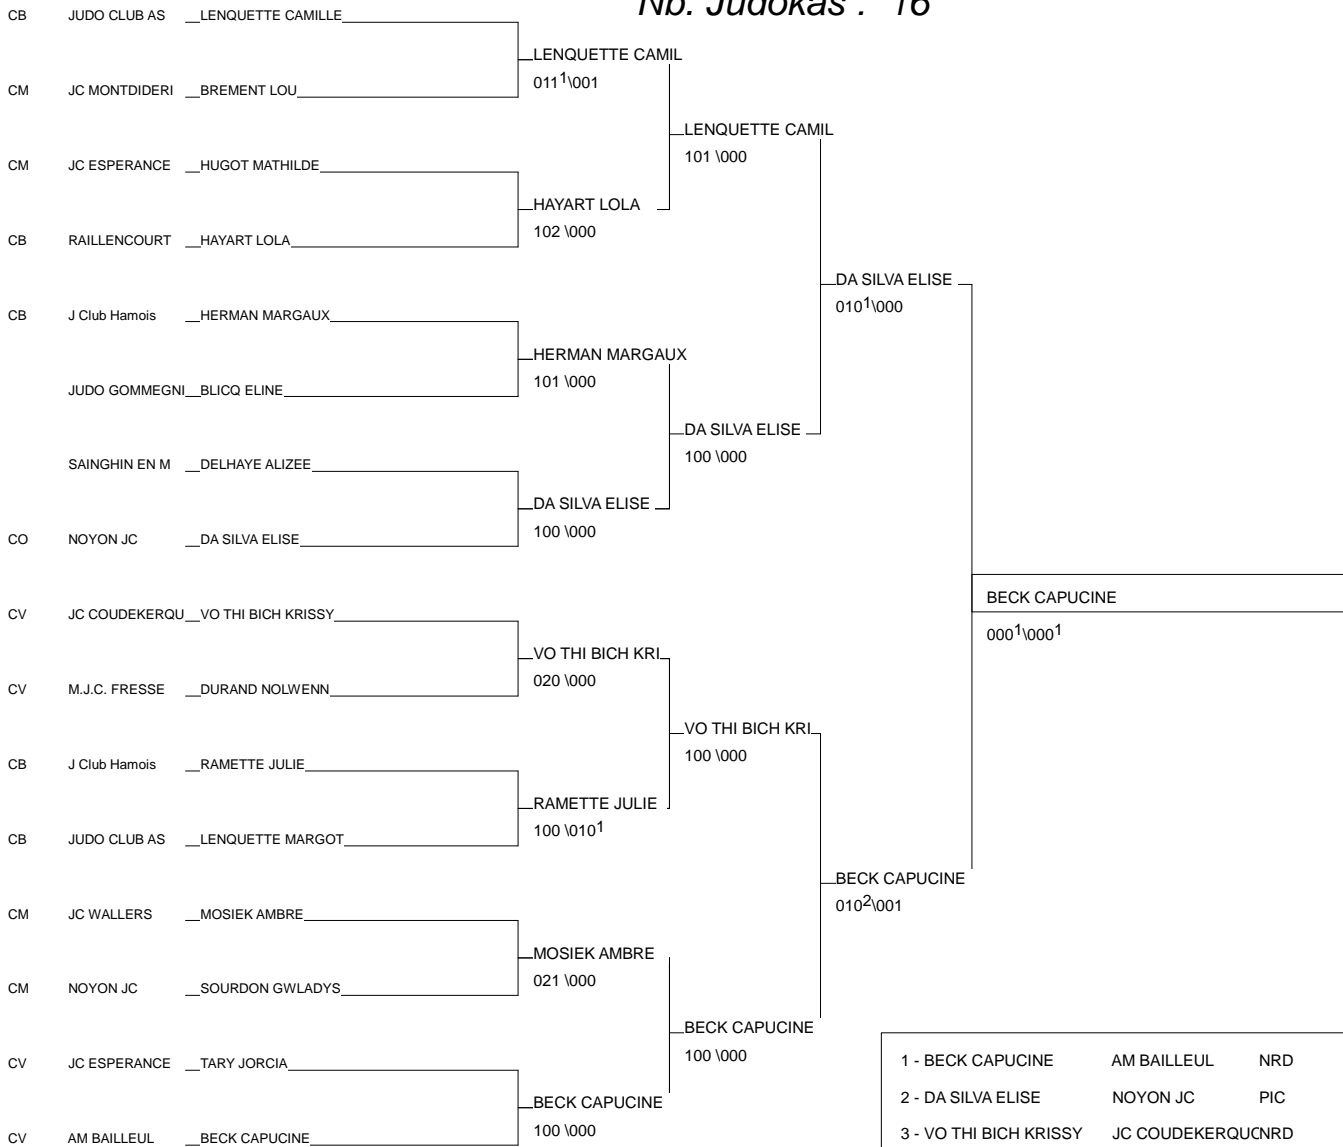 Nb. Judokas : 16
CB JUDO CLUB AS LENQUETTE CAMILLE
LENQUETTE CAMIL
011¹\001
CM JC MONTDIDERI BREMENT LOU
LENQUETTE CAMIL
101 \000
CM JC ESPERANCE HUGOT MATHILDE
HAYART LOLA
102 \000
CB RAILLENCOURT HAYART LOLA
DA SILVA ELISE
010¹\000
CB J Club Hamois HERMAN MARGAUX
HERMAN MARGAUX
101 \000
JUDO GOMMEGNI BLICQ ELINE
DA SILVA ELISE
100 \000
SAINGHIN EN M DELHAYE ALIZEE
DA SILVA ELISE
100 \000
CO NOYON JC DA SILVA ELISE
BECK CAPUCINE
000¹\000¹
CV JC COUDEKERQU VO THI BICH KRISSY
VO THI BICH KRI
020 \000
CV M.J.C. FRESSE DURAND NOLWENN
VO THI BICH KRI
100 \000
CB J Club Hamois RAMETTE JULIE
RAMETTE JULIE
100 \010¹
CB JUDO CLUB AS LENQUETTE MARGOT
BECK CAPUCINE
010²\001
CM JC WALLERS MOSIEK AMBRE
MOSIEK AMBRE
021 \000
CM NOYON JC SOURDON GWLADYS
BECK CAPUCINE
100 \000
CV JC ESPERANCE TARY JORCIA
BECK CAPUCINE
100 \000
CV AM BAILLEUL BECK CAPUCINE
1 - BECK CAPUCINE AM BAILLEUL NRD
2 - DA SILVA ELISE NOYON JC PIC
3 - VO THI BICH KRISSY JC COUDEKERQUCNRD